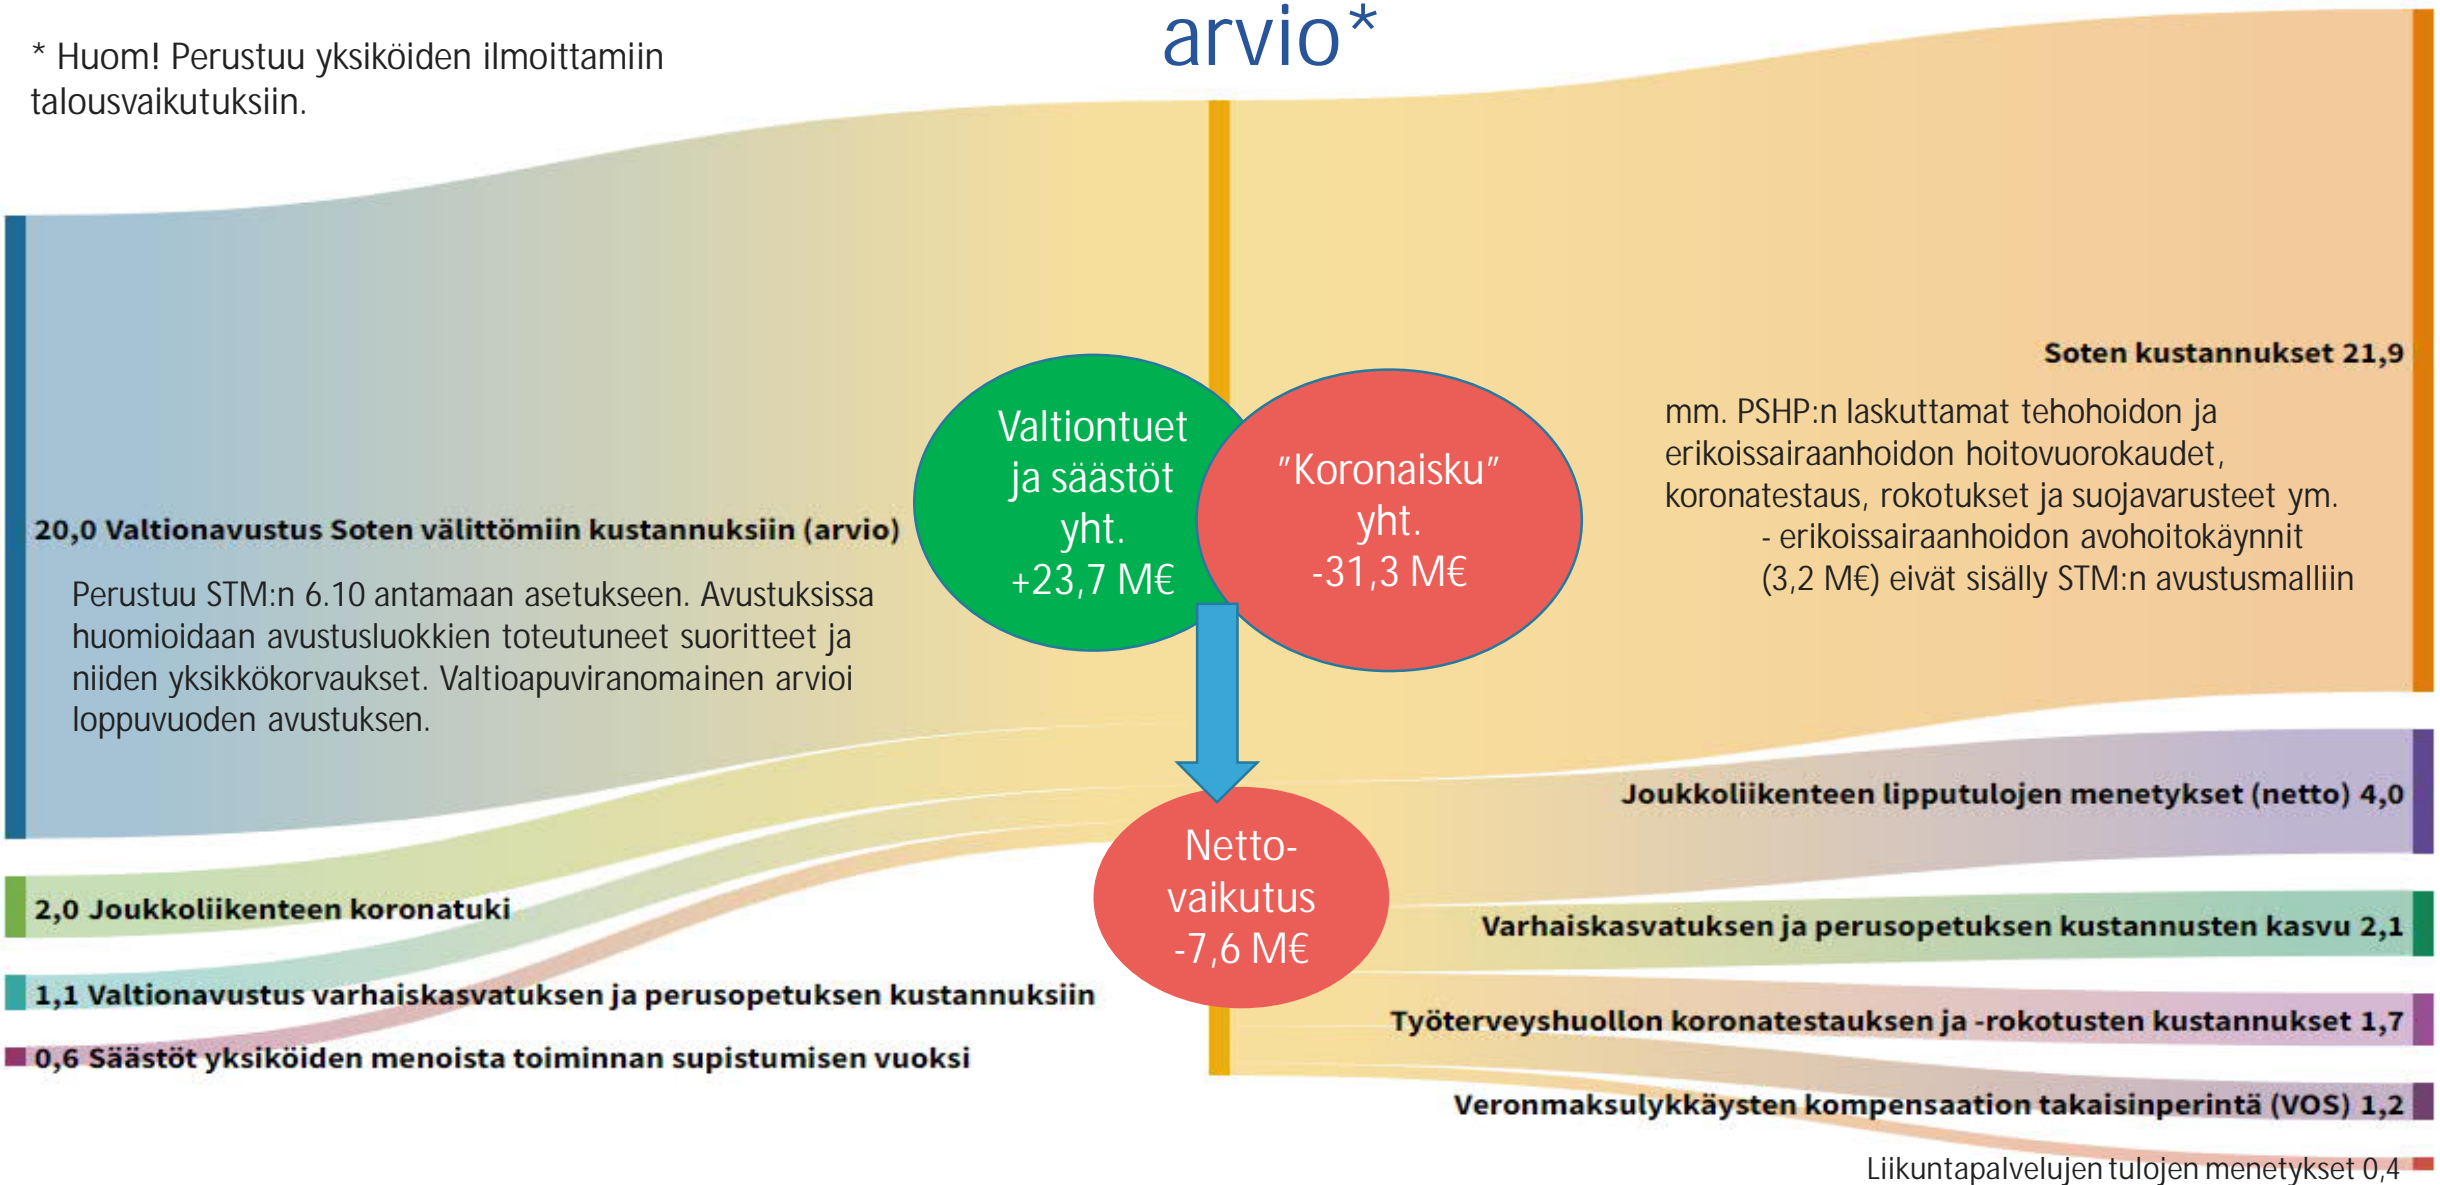 arvio*
* Huom! Perustuu yksiköiden ilmoittamiin
talousvaikutuksiin.
20,0 Valtionavustus Soten välittömiin kustannuksiin (arvio)
Perustuu STM:n 6.10 antamaan asetukseen. Avustuksissa
huomioidaan avustusluokkien toteutuneet suoritteet ja
niiden yksikkökorvaukset. Valtioapuviranomainen arvioi
loppuvuoden avustuksen.
2,0 Joukkoliikenteen koronatuki
1,1 Valtionavustus varhaiskasvatuksen ja perusopetuksen kustannuksiin
0,6 Säästöt yksiköiden menoista toiminnan supistumisen vuoksi
Valtiontuet
ja säästöt
yht.
+23,7 M€
"Koronaisku"
yht.
-31,3 M€
Netto-
vaikutus
-7,6 M€
Soten kustannukset 21,9
mm. PSHP:n laskuttamat tehohoidon ja
erikoissairaanhoidon hoitovuorokaudet,
koronatestaus, rokotukset ja suojavarusteet ym.
- erikoissairaanhoidon avohoitokäynnit
(3,2 M€) eivät sisälly STM:n avustusmalliin
Joukkoliikenteen lipputulojen menetykset (netto) 4,0
Varhaiskasvatuksen ja perusopetuksen kustannusten kasvu 2,1
Työterveyshuollon koronatestauksen ja -rokotusten kustannukset 1,7
Veronmaksulykkäysten kompensaation takaisinperintä (VOS) 1,2
Liikuntapalvelujen tulojen menetykset 0,4